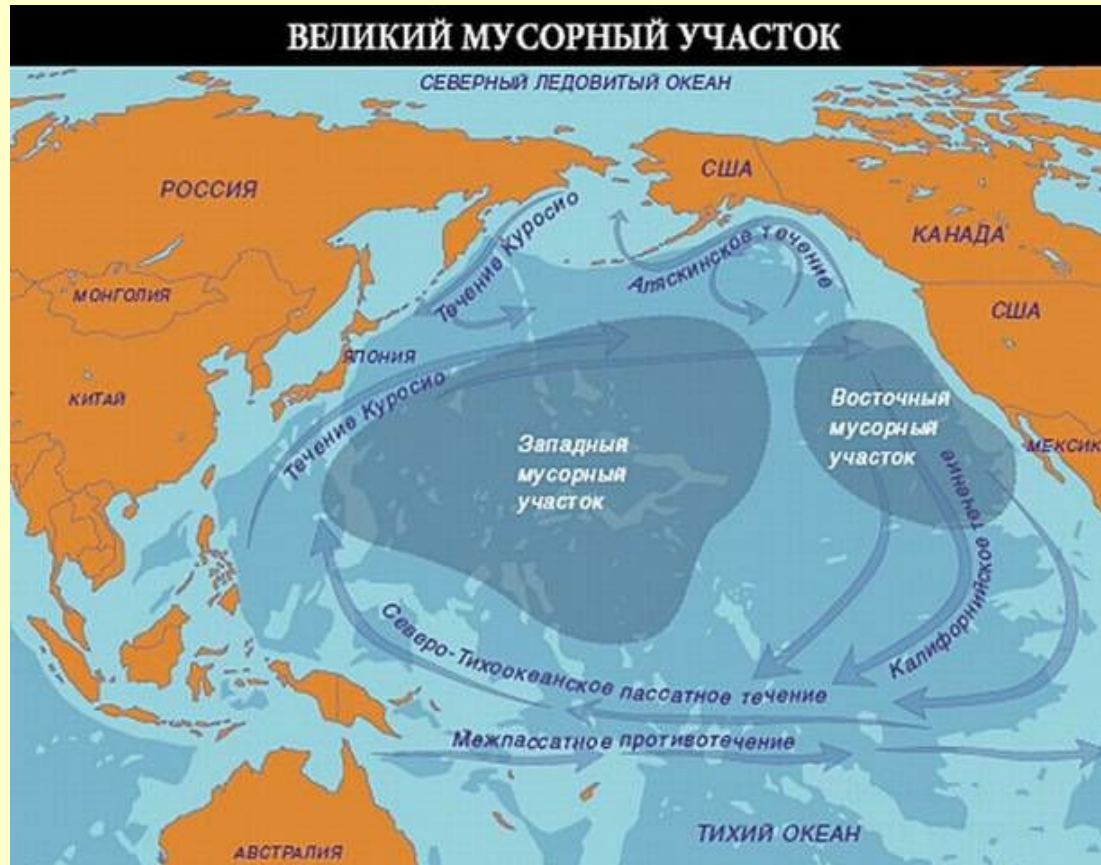 ВЕЛИКИЙ МУСОРНЫЙ УЧАСТОК
СЕВЕРНЫЙ ЛЕДОВИТЫЙ ОКЕАН
США
РОССИЯ
КАНАДА
Течение Куросио
Аляскинское течение
МОНГОЛИЯ
США
ЯПОНИЯ
КИТАЙ
Течение Куросио
Западный
мусорный
участок
Восточный
мусорный
участок
МЕКСИК
Калифорнийское течение
Северо-Тихоокеанское пассатное течение
Межпассатное противотечение
ТИХИЙ ОКЕАН
АВСТРАЛИЯ